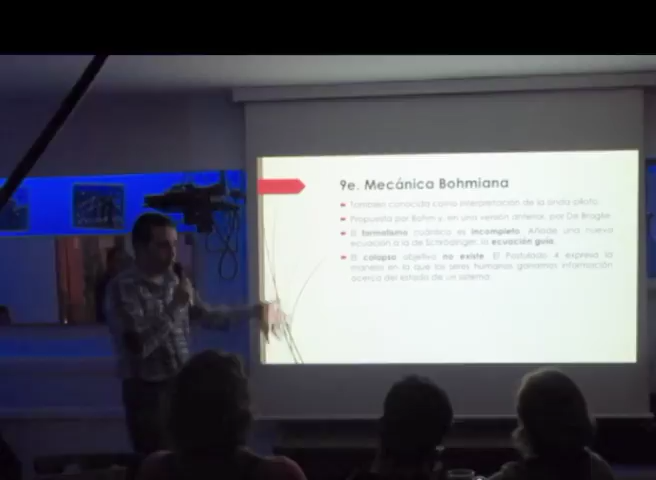 9e. Mecánica Bohmiana
También conocida como interpretación de la onda piloto.
Propuesta por Bohm y, en una versión anterior, por De Broglie.
El formalismo cuántico es incompleto. Añade una nueva
ecuación a la de Schrödinger, la ecuación guía.
El colapso objetivo no existe. El Postulado 4 expresa la
manera en la que los seres humanos ganamos información
acerca del estado de un sistema.